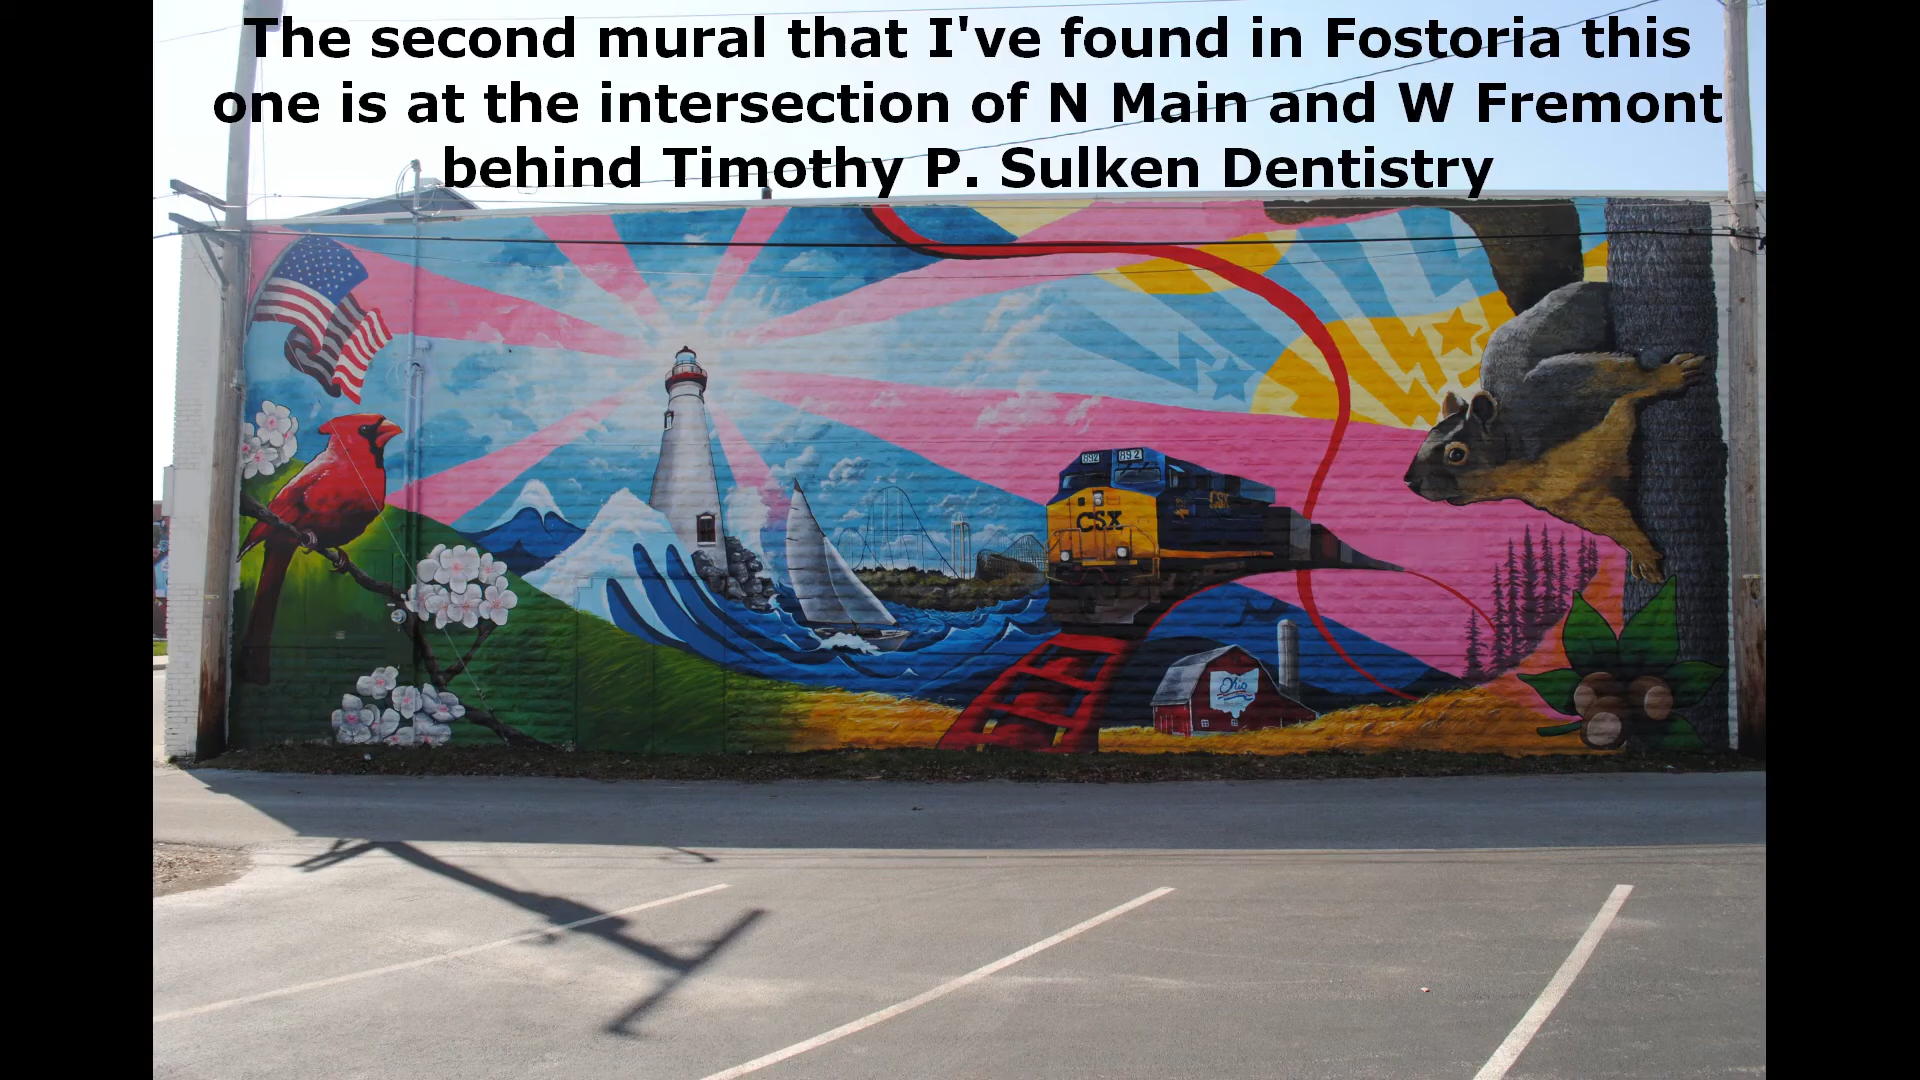 The second mural that I've found in Fostoria this
one is at the intersection of N Main and W Fremont
behind Timothy P. Sulken Dentistry
892 892
CSX CSX
Ohio